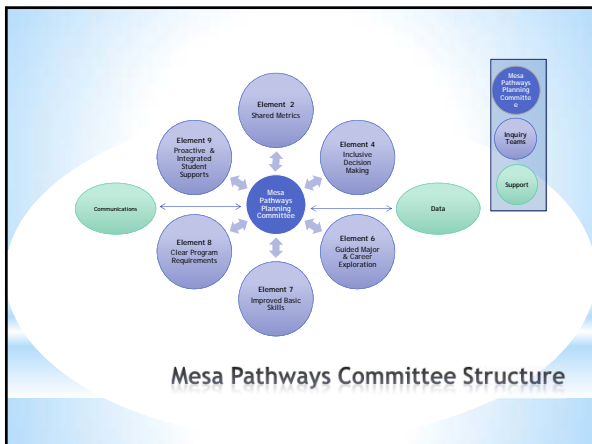 Element 2
Shared Metrics
Element 9
Proactive &
Integrated
Student
Supports
Element 4
Inclusive
Decision
Making
Mesa
Pathways
Planning
Committee
Communications
Data
Element 8
Clear Program
Requirements
Element 6
Guided Major
& Career
Exploration
Element 7
Improved Basic
Skills
Mesa
Pathways
Planning
Committe
e
Inquiry
Teams
Support
Mesa Pathways Committee Structure